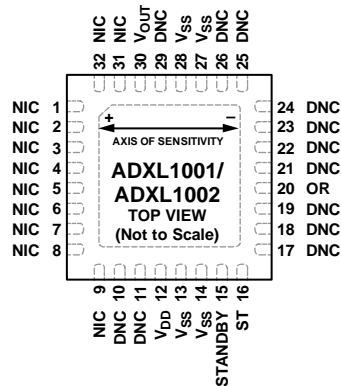 32 NIC
31 NIC
30 VOUT
29 DNC
28 VSS
27 VSS
26 DNC
25 DNC
NIC 1
NIC 2
NIC 3
NIC 4
NIC 5
NIC 6
NIC 7
NIC 8
+ −
AXIS OF SENSITIVITY
ADXL1001/
ADXL1002
TOP VIEW
(Not to Scale)
24 DNC
23 DNC
22 DNC
21 DNC
20 OR
19 DNC
18 DNC
17 DNC
NIC 9
DNC 10
DNC 11
VDD 12
VSS 13
VSS 14
STANDBY 15
ST 16